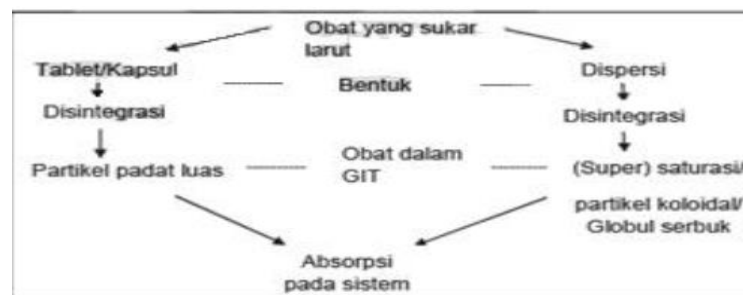 Obat yang sukar
larut
Tablet/Kapsul
Bentuk
Dispersi
Disintegrasi
Disintegrasi
Partikel padat luas
Obat dalam
GIT
(Super) saturasi/
partikel koloidal/
Globul serbuk
Absorpsi
pada sistem